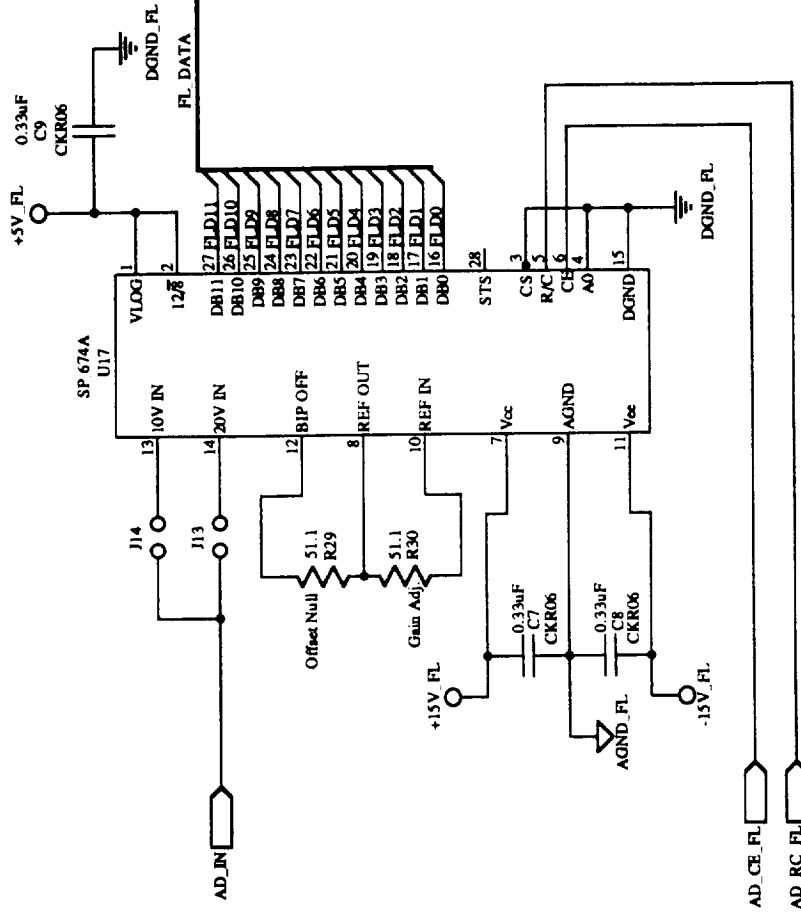 0.33uF
C9
CKR06
DGND_FL
+5V_FL
FL_DATA
SP 674A
U17
1
VLOG
2
12/8
27 FLD11
DB11
26 FLD10
DB10
25 FLD9
DB9
24 FLD8
DB8
23 FLD7
DB7
22 FLD6
DB6
21 FLD5
DB5
20 FLD4
DB4
19 FLD3
DB3
18 FLD2
DB2
17 FLD1
DB1
16 FLD0
DB0
28
STS
3
CS
5
R/C
6
CE
4
A0
15
DGND
DGND_FL
13
10V IN
14
20V IN
12
BIP OFF
8
REF OUT
10
REF IN
7
Vcc
9
AGND
11
Vee
J14
J13
51.1
R29
Offset Null
51.1
R30
Gain Adj.
0.33uF
C7
CKR06
0.33uF
C8
CKR06
+15V_FL
AGND_FL
-15V_FL
AD_IN
AD_CE_FL
AD_RC_FL